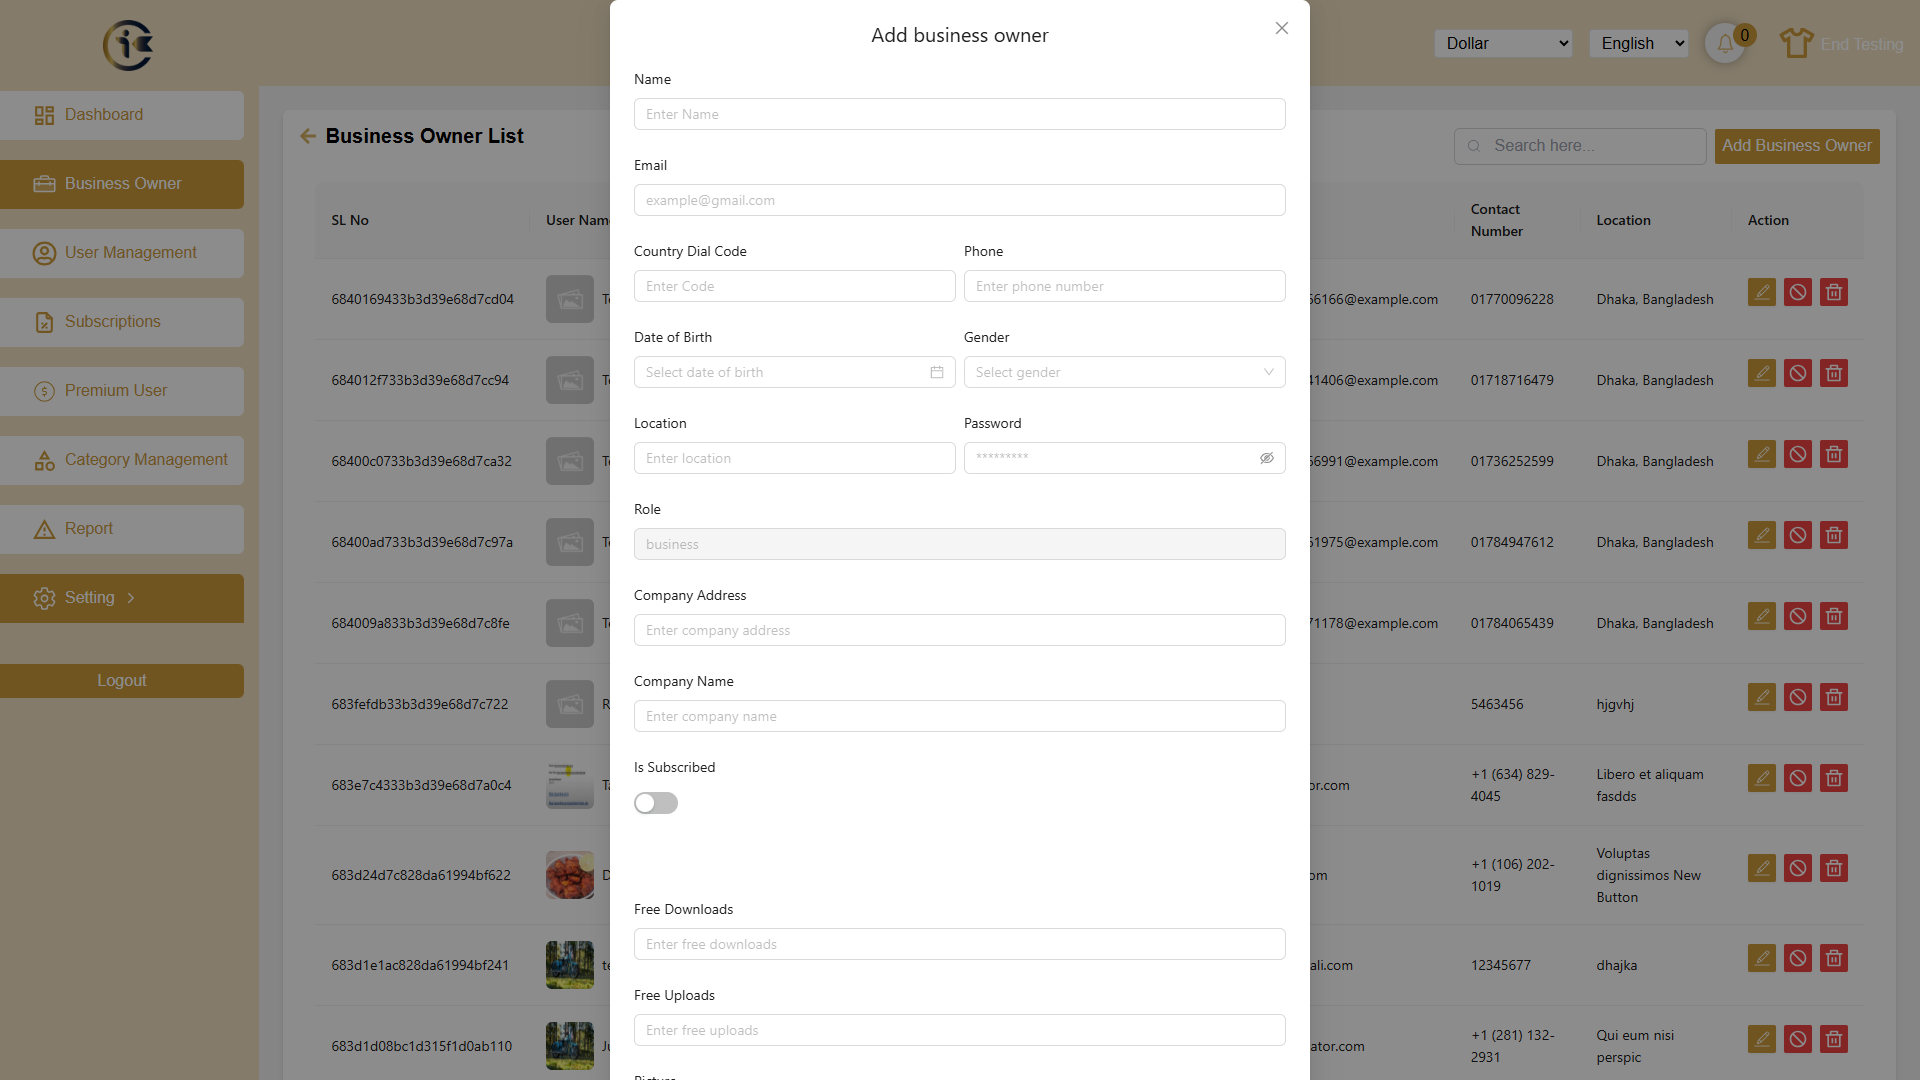 Add business owner
Dollar
English
0
End Testing
Dashboard
Business Owner
User Management
Subscriptions
Premium User
Category Management
Report
Setting
Logout
Business Owner List
Search here...
Add Business Owner
SL No
User Nam
Contact Number
Location
Action
6840169433b3d39e68d7cd04
56166@example.com
01770096228
Dhaka, Bangladesh
684012f733b3d39e68d7cc94
41406@example.com
01718716479
Dhaka, Bangladesh
68400c0733b39e68d7ca32
56991@example.com
01736252599
Dhaka, Bangladesh
68400ad733b3d39e68d7c97a
51975@example.com
01784947612
Dhaka, Bangladesh
684009a833b3d39e68d7c8fe
71178@example.com
01784065439
Dhaka, Bangladesh
683fefdb33b3d39e68d7c722
R
5463456
hjgvhj
683e7c4333b3d39e68d7a0c4
or.com
+1 (634) 829-4045
Libero et aliquam fasdds
683d24d7c828da61994bf622
D
om
+1 (106) 202-1019
Voluptas dignissimos New Button
683d1e1ac828da61994bf241
te
ali.com
12345677
dhajka
683d1d08bc1d315f1d0ab110
Ju
ator.com
+1 (281) 132-2931
Qui eum nisi perspic
Name
Enter Name
Email
example@gmail.com
Country Dial Code
Enter Code
Phone
Enter phone number
Date of Birth
Select date of birth
Gender
Select gender
Location
Enter location
Password
*********
Role
business
Company Address
Enter company address
Company Name
Enter company name
Is Subscribed
Free Downloads
Enter free downloads
Free Uploads
Enter free uploads